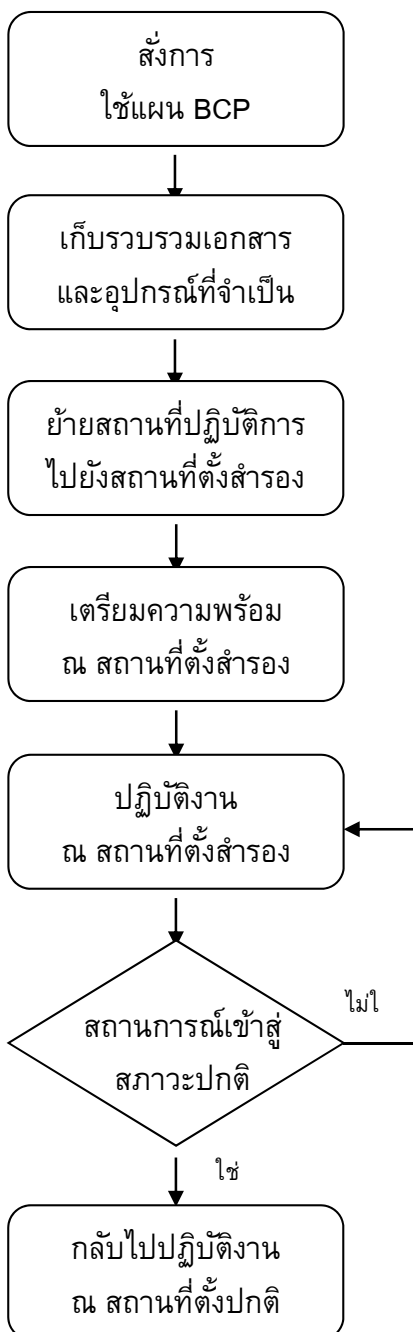 สั่งการ
ใช้แผน BCP
เก็บรวบรวมเอกสาร
และอุปกรณ์ที่จำเป็น
ย้ายสถานที่ปฏิบัติการ
ไปยังสถานที่ตั้งสำรอง
เตรียมความพร้อม
ณ สถานที่ตั้งสำรอง
ปฏิบัติงาน
ณ สถานที่ตั้งสำรอง
ไม่ใ
สถานการณ์เข้าสู่
สภาวะปกติ
ใช่
กลับไปปฏิบัติงาน
ณ สถานที่ตั้งปกติ